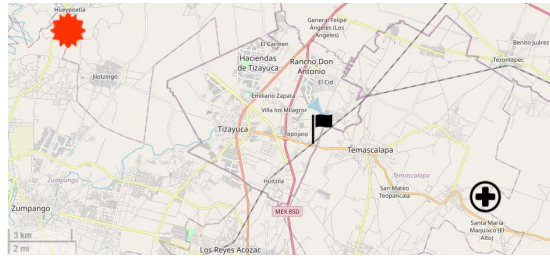 Hueypoxtla
General Felipe
Ángeles (Los
Ángeles)
El Carmen
Benito Juárez
Haciendas
de Tizayuca
Rancho Don
Antonio
Tezontepec
Jilotzingo
El Cid
Emiliano Zapata
Villa los Milagros
Tizayuca
Tepojaco
Temascalapa
Huitzila
Zumpango
Temascalapa
San Mateo
Teopancala
Zumpango
MEX 85D
Santa María
Maquixco (El
Alto)
3 km
2 mi
Los Reyes Acozac